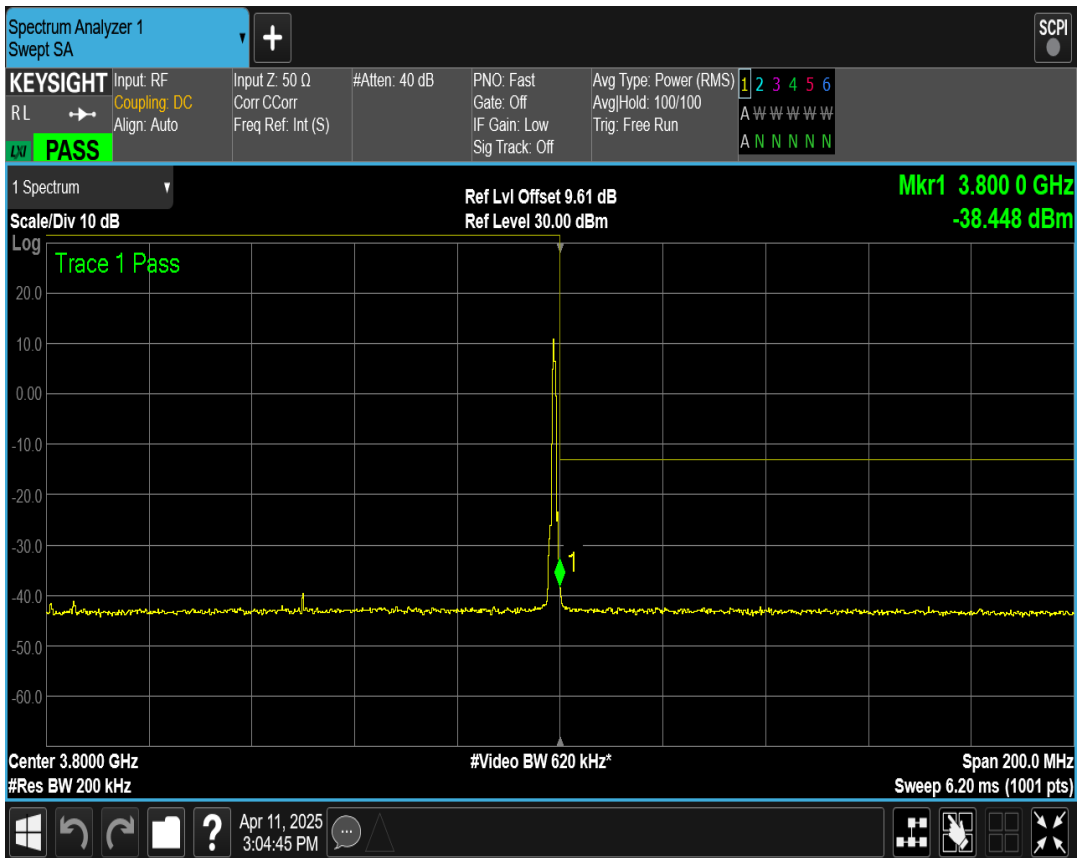 Spectrum Analyzer 1
Swept SA
SCPI
KEYSIGHT
RL
LXI PASS
Input: RF
Coupling: DC
Align: Auto
Input Z: 50 Ω
Corr CCorr
Freq Ref: Int (S)
#Atten: 40 dB
PNO: Fast
Gate: Off
IF Gain: Low
Sig Track: Off
Avg Type: Power (RMS)
Avg|Hold: 100/100
Trig: Free Run
1 2 3 4 5 6
A W W W W W
A N N N N N
1 Spectrum
Scale/Div 10 dB
Ref Lvl Offset 9.61 dB
Ref Level 30.00 dBm
Mkr1 3.800 0 GHz
-38.448 dBm
Log
Trace 1 Pass
20.0
10.0
0.00
-10.0
-20.0
-30.0
1
-40.0
-50.0
-60.0
Center 3.8000 GHz
#Res BW 200 kHz
#Video BW 620 kHz*
Span 200.0 MHz
Sweep 6.20 ms (1001 pts)
?
Apr 11, 2025
3:04:45 PM